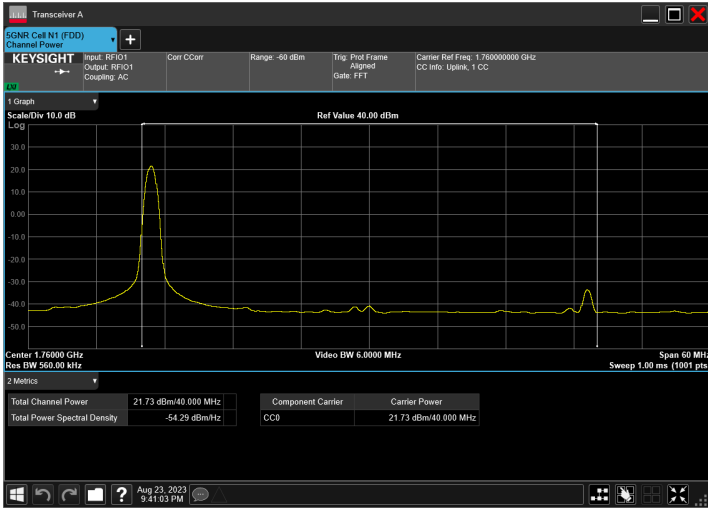 Transceiver A
5GNR Cell N1 (FDD)
Channel Power
KEYSIGHT
Input: RFIO1
Output: RFIO1
Coupling: AC
Corr CCorr
Range: -60 dBm
Trig: Prot Frame
Aligned
Gate: FFT
Carrier Ref Freq: 1.760000000 GHz
CC Info: Uplink, 1 CC
LXI
1 Graph
Scale/Div 10.0 dB
Ref Value 40.00 dBm
Log
30.0
20.0
10.0
0.00
-10.0
-20.0
-30.0
-40.0
-50.0
Center 1.76000 GHz
Video BW 6.0000 MHz
Span 60 MHz
Res BW 560.00 kHz
Sweep 1.00 ms (1001 pts
2 Metrics
Total Channel Power 21.73 dBm/40.000 MHz
Total Power Spectral Density -54.29 dBm/Hz
Component Carrier Carrier Power
CC0 21.73 dBm/40.000 MHz
Aug 23, 2023
9:41:03 PM